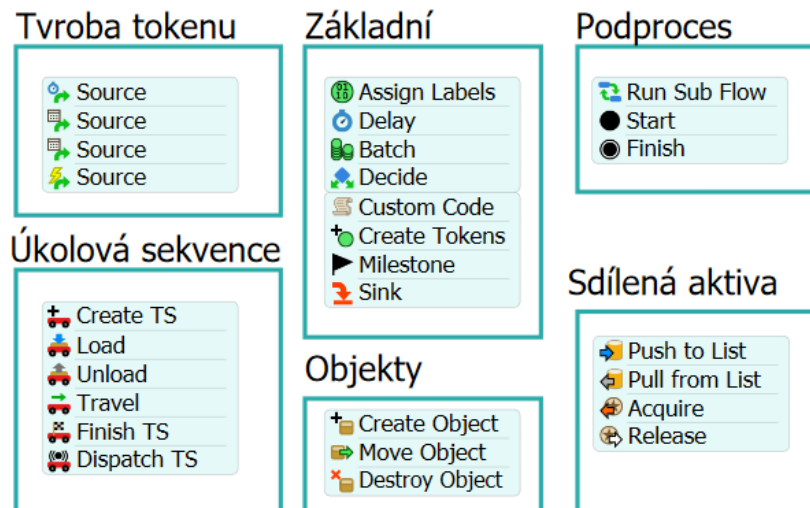 Tvroba tokenu
Source
Source
Source
Source
Základní
Assign Labels
Delay
Batch
Decide
Custom Code
Create Tokens
Milestone
Sink
Podproces
Run Sub Flow
Start
Finish
Úkolová sekvence
Create TS
Load
Unload
Travel
Finish TS
Dispatch TS
Objekty
Create Object
Move Object
Destroy Object
Sdílená aktiva
Push to List
Pull from List
Acquire
Release